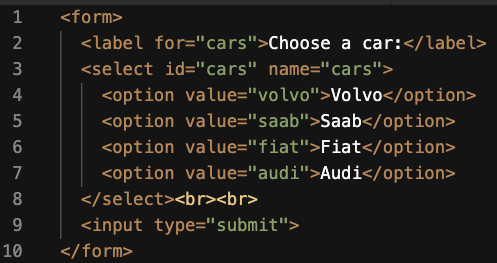 1 <form>
2 <label for="cars">Choose a car:</label>
3 <select id="cars" name="cars">
4 <option value="volvo">Volvo</option>
5 <option value="saab">Saab</option>
6 <option value="fiat">Fiat</option>
7 <option value="audi">Audi</option>
8 </select><br><br>
9 <input type="submit">
10 </form>